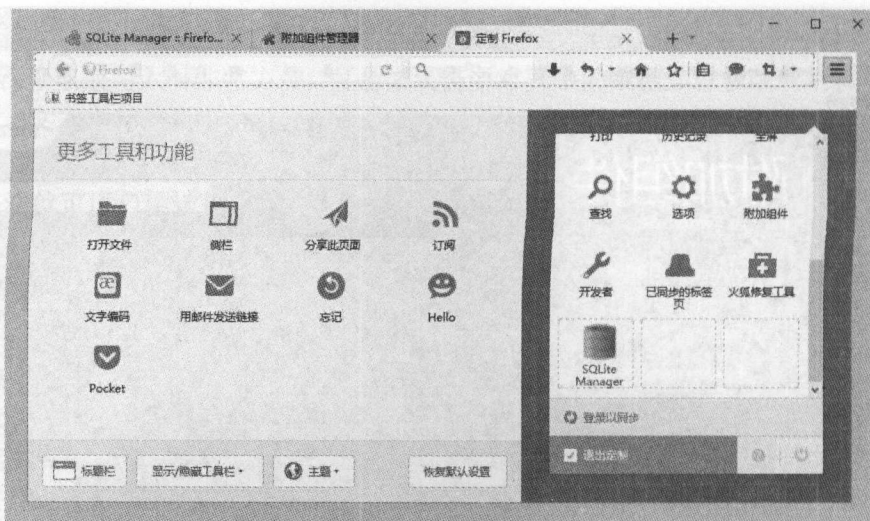 SQLite Manager :: Firefo...
附加组件管理器
定制 Firefox
Firefox
书签工具栏项目
更多工具和功能
打开文件
侧栏
分享此页面
订阅
文字编码
用邮件发送链接
忘记
Hello
Pocket
打印
历史记录
全屏
查找
选项
附加组件
开发者
已同步的标签页
火狐修复工具
SQLite
Manager
登录以同步
退出定制
标题栏
显示/隐藏工具栏
主题
恢复默认设置